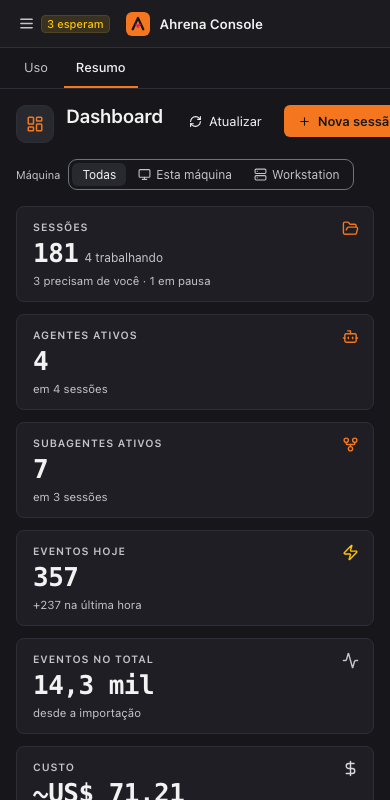 3 esperam
Ahrena Console
Uso
Resumo
Dashboard
Atualizar
Nova sessã
Máquina
Todas
Esta máquina
Workstation
SESSÕES
181 4 trabalhando
3 precisam de você · 1 em pausa
AGENTES ATIVOS
4
em 4 sessões
SUBAGENTES ATIVOS
7
em 3 sessões
EVENTOS HOJE
357
+237 na última hora
EVENTOS NO TOTAL
14,3 mil
desde a importação
CUSTO
~US$ 71,21